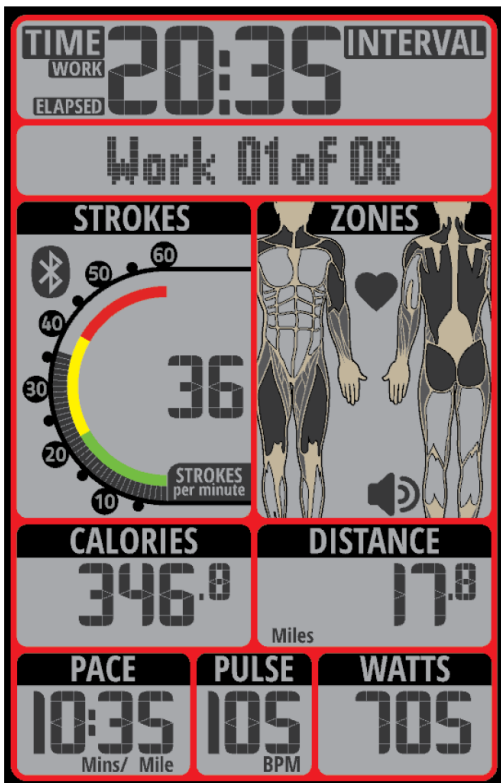 TIME 20:35 INTERVAL
WORK
ELAPSED
Work 01 of 08
STROKES
60
50
40
30
20
10
36
STROKES
per minute
ZONES
CALORIES
346.8
DISTANCE
17.8
Miles
PACE
10:35
Mins/ Mile
PULSE
105
BPM
WATTS
705